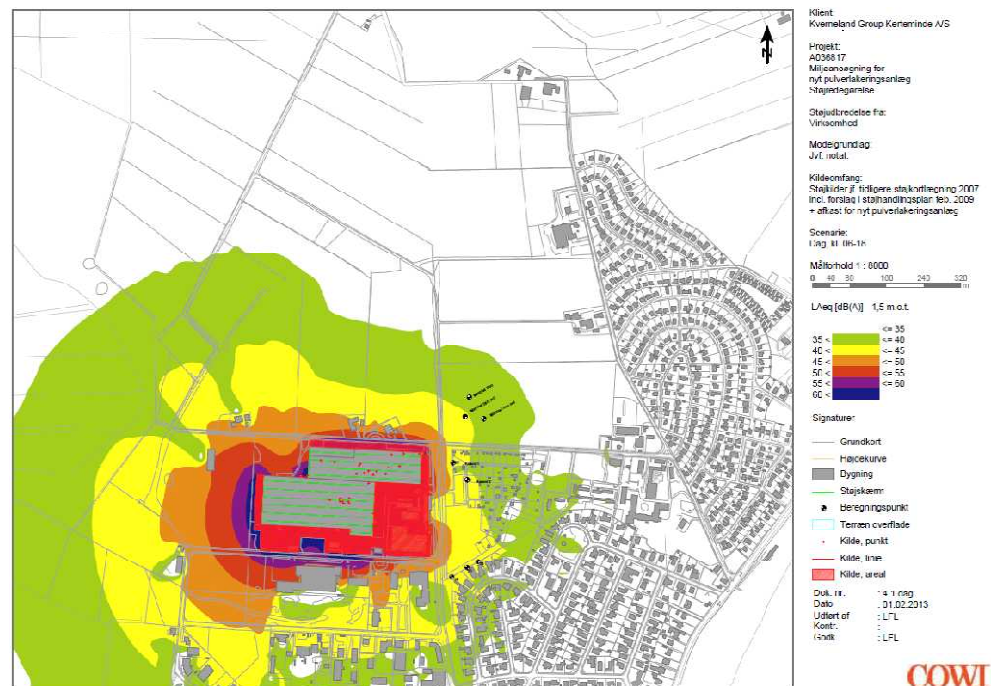 N
Klient
Kverneland Group Kerteminde A/S
Projekt:
A036817
Miljøansøgning for
nyt pulverlakeringsanlæg
Støjredegørelse
Støjudbredelse fra:
Virksomhed
Modelgrundlag:
Jvf. notat.
Kildeomfang:
Støjkilder jf. tidligere støjkortlægning 2007
incl. forslag i støjhandlingsplan feb. 2009
+ afkast for nyt pulverlakeringsanlæg
Scenarie:
Dag, kl. 06-18
Målforhold 1 : 8000
0 40 80 160 240 320
m
LAeq [dB(A)] 1,5 m.o.t.
<= 35
35 < <= 40
40 < <= 45
45 < <= 50
50 < <= 55
55 < <= 60
60 <
Signaturer
Grundkort
Højdekurve
Bygning
Støjskærm
Beregningspunkt
Terræn overflade
Kilde, punkt
Kilde, linie
Kilde, areal
Dok. nr. :
Dato : 01.02.2013
Udført af : LFL
Kontr. :
Godk. : LFL
COWI